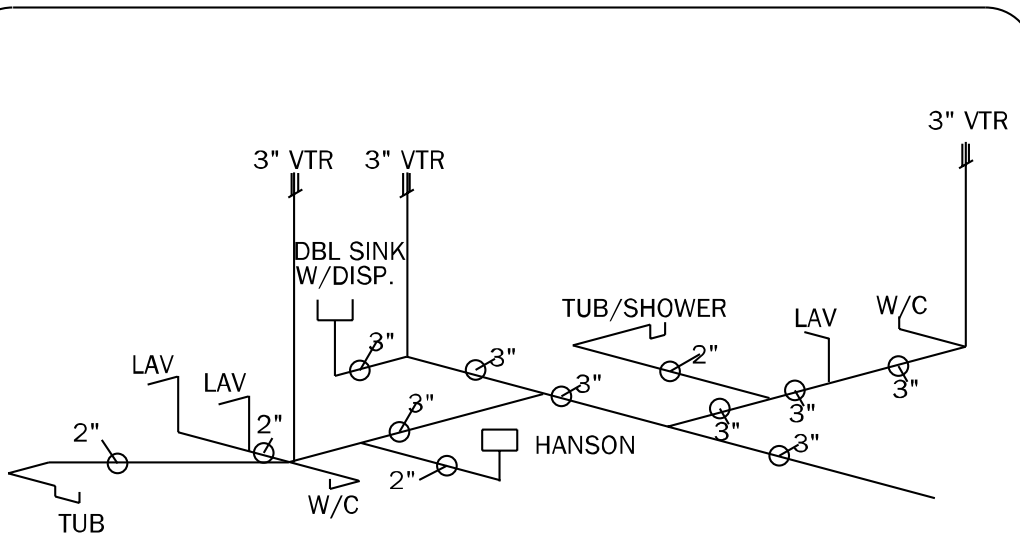 3" VTR
3" VTR 3" VTR
DBL SINK
W/DISP.
TUB/SHOWER
W/C
LAV
3"
3"
2"
LAV
LAV
3"
3"
3"
3"
3"
2"
2"
3"
HANSON
3"
2"
W/C
TUB